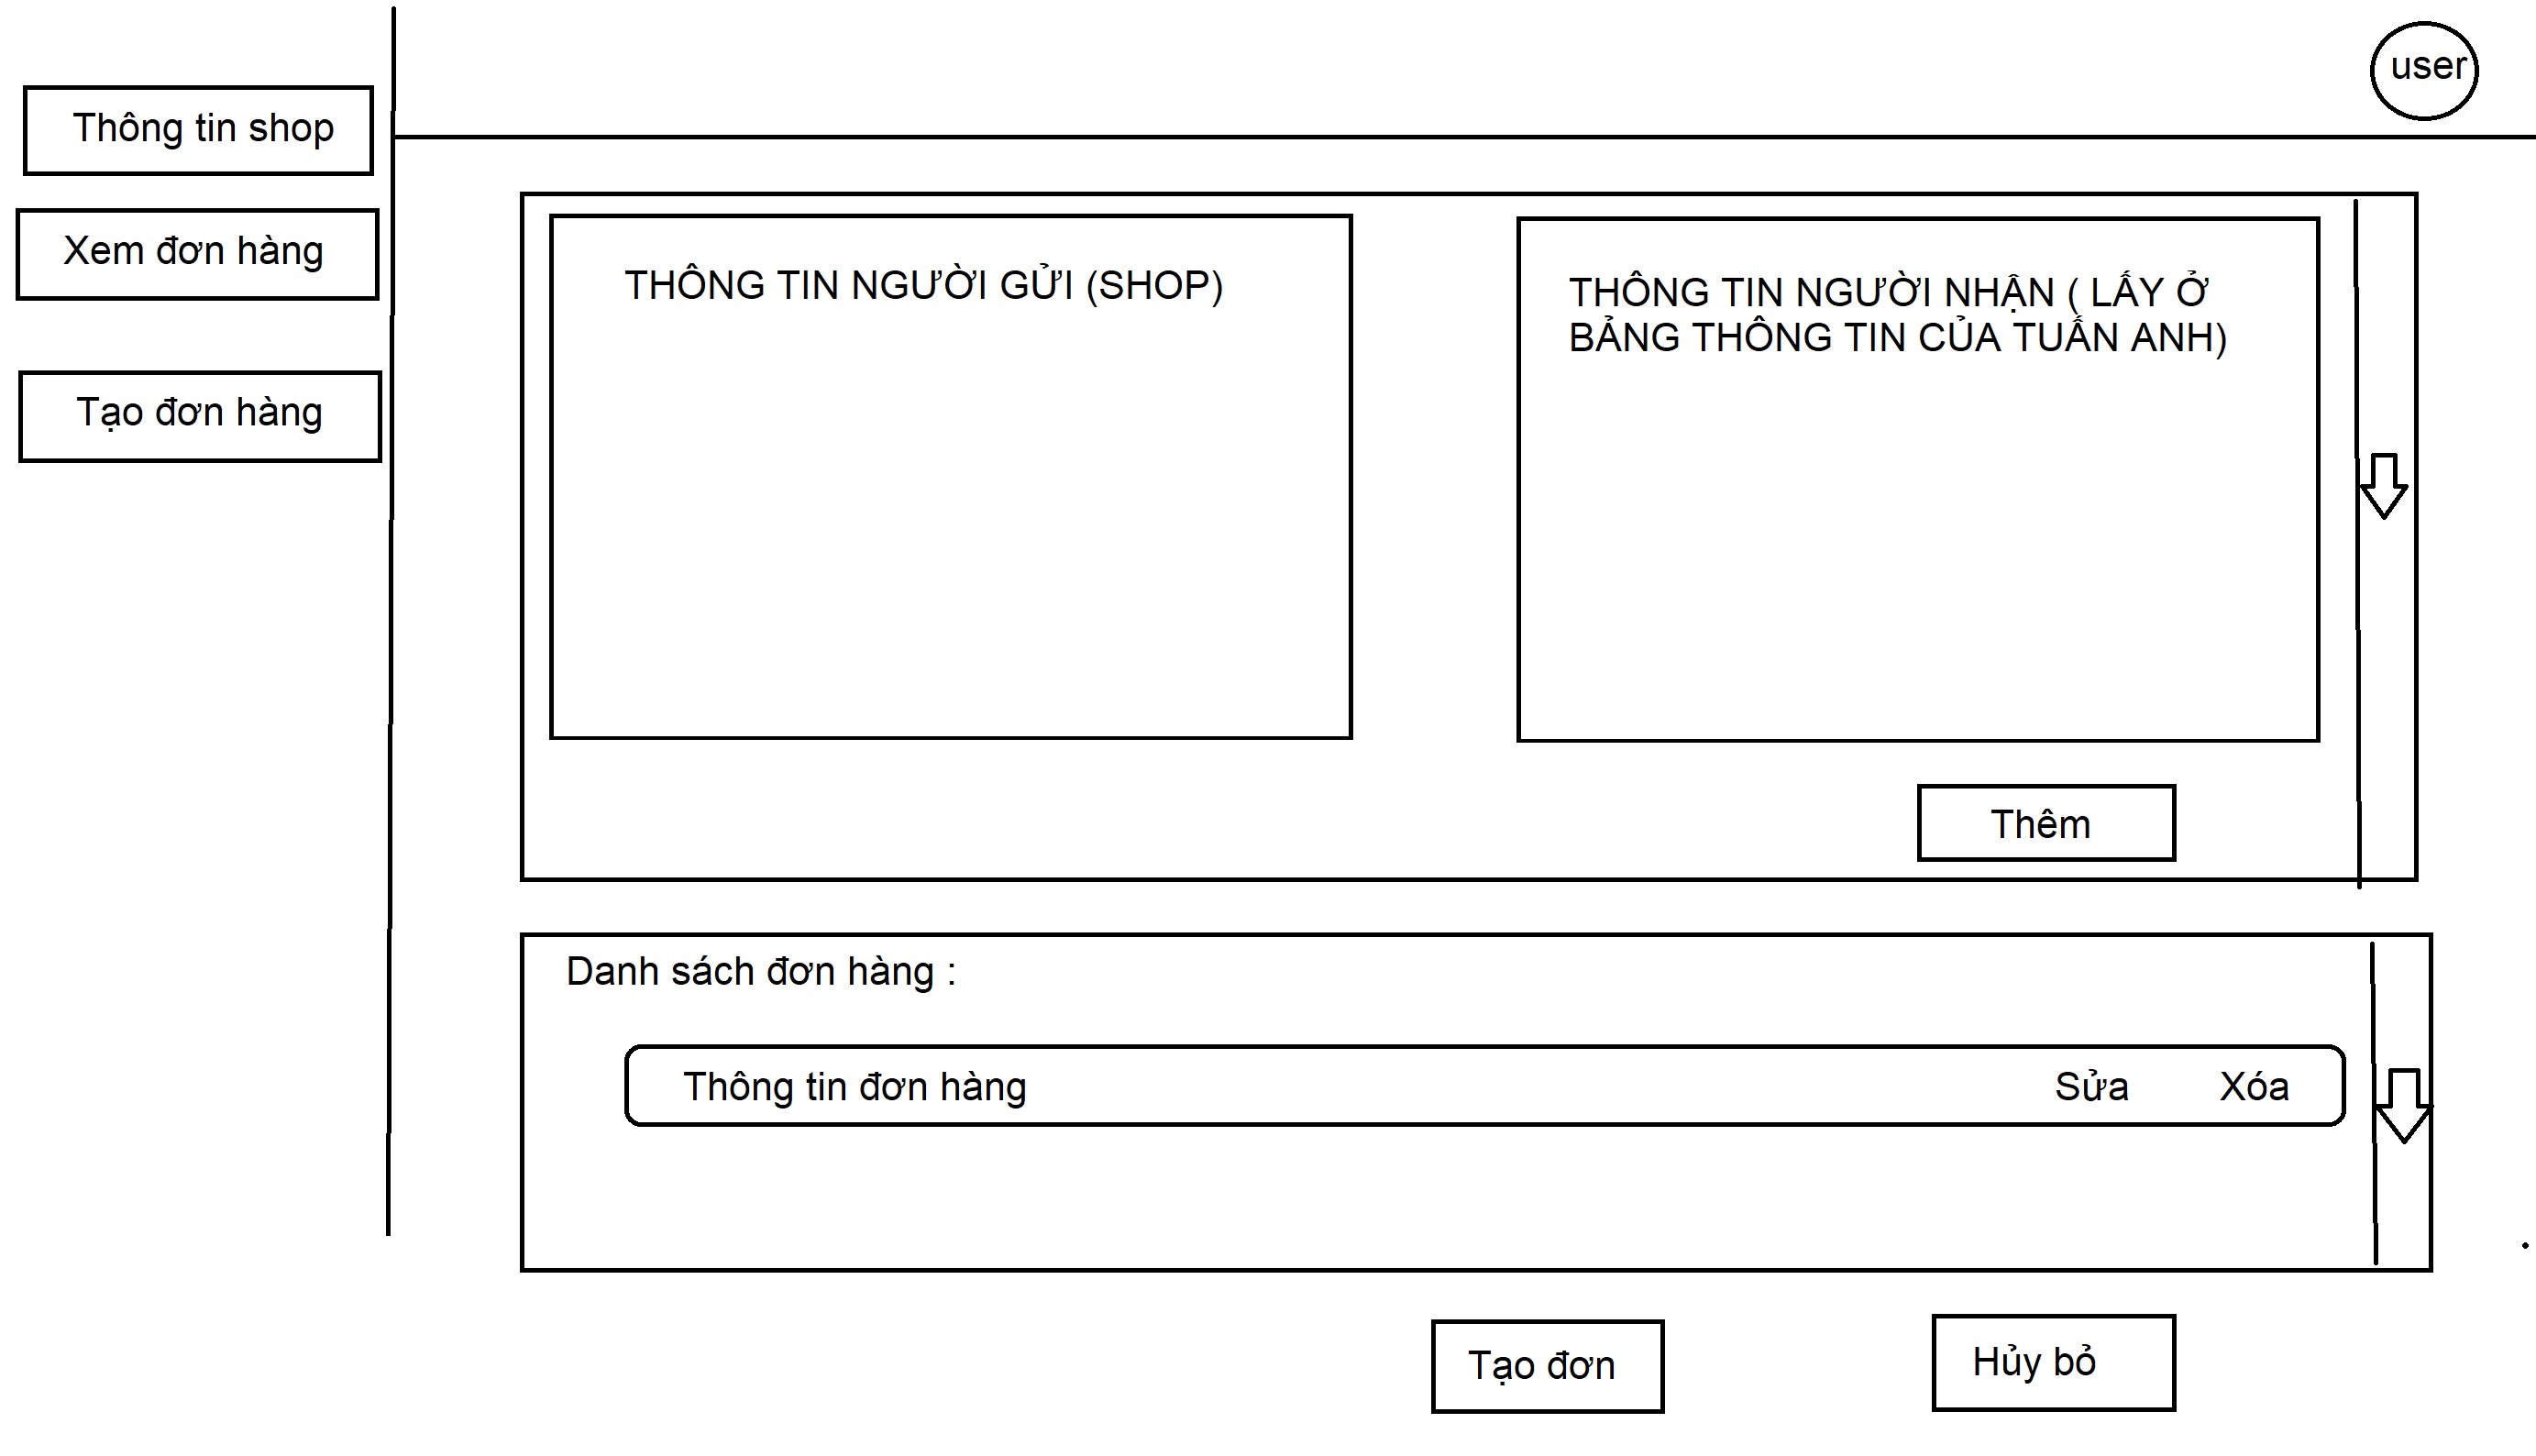 user
Thông tin shop
Xem đơn hàng
Tạo đơn hàng
THÔNG TIN NGƯỜI GỬI (SHOP)
THÔNG TIN NGƯỜI NHẬN ( LẤY Ở
BẢNG THÔNG TIN CỦA TUẤN ANH)
Thêm
Danh sách đơn hàng :
Thông tin đơn hàng Sửa Xóa
Tạo đơn
Hủy bỏ